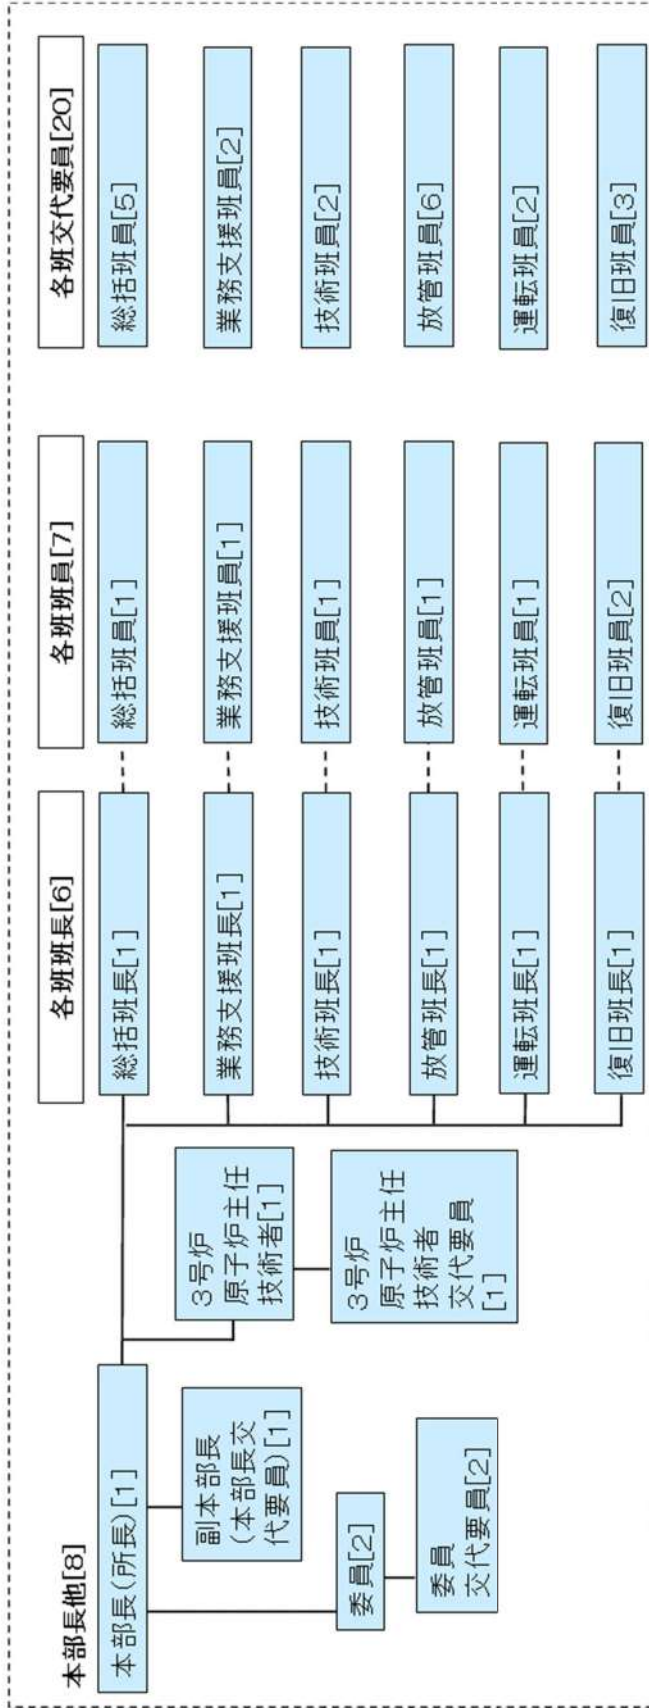 本部長他[8]
本部長(所長)[1]
副本部長
(本部長交
代要員)[1]
委員[2]
委員
交代要員[2]
3号炉
原子炉主任
技術者[1]
3号炉
原子炉主任
技術者
交代要員
[1]
各班班長[6]
総括班長[1]
業務支援班長[1]
技術班長[1]
放管班長[1]
運転班長[1]
復旧班長[1]
各班班員[7]
総括班員[1]
業務支援班員[1]
技術班員[1]
放管班員[1]
運転班員[1]
復旧班員[2]
各班交代要員[20]
総括班員[5]
業務支援班員[2]
技術班員[2]
放管班員[6]
運転班員[2]
復旧班員[3]